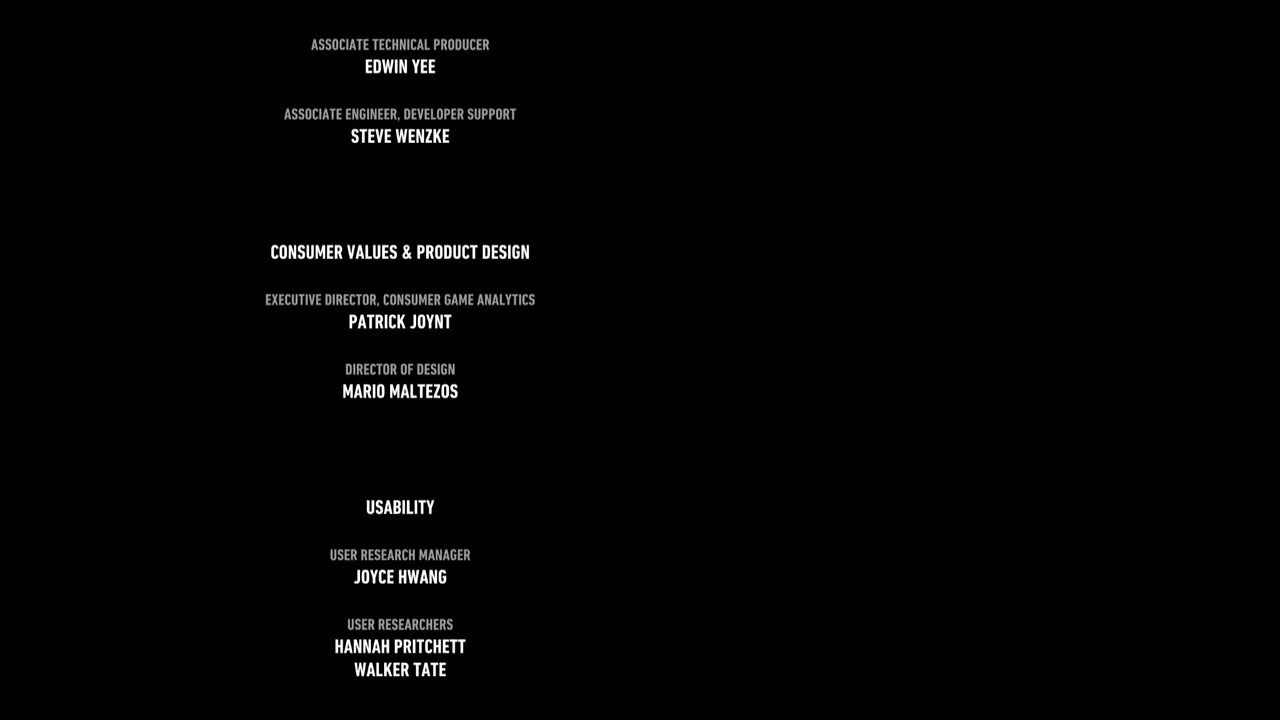 ASSOCIATE TECHNICAL PRODUCER
EDWIN YEE
ASSOCIATE ENGINEER, DEVELOPER SUPPORT
STEVE WENZKE
CONSUMER VALUES & PRODUCT DESIGN
EXECUTIVE DIRECTOR, CONSUMER GAME ANALYTICS
PATRICK JOYNT
DIRECTOR OF DESIGN
MARIO MALTEZOS
USABILITY
USER RESEARCH MANAGER
JOYCE HWANG
USER RESEARCHERS
HANNAH PRITCHETT
WALKER TATE